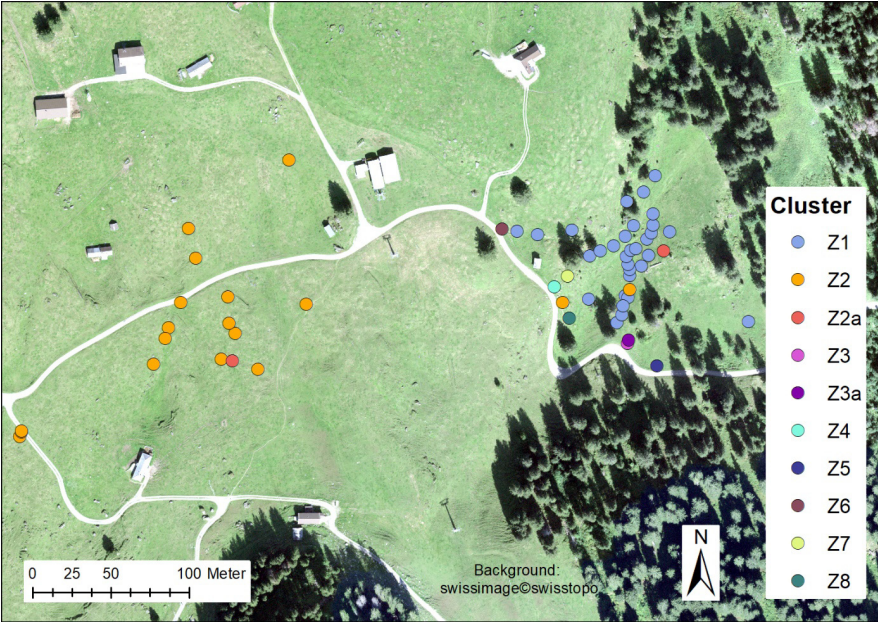 Cluster
Z1
Z2
Z2a
Z3
Z3a
Z4
Z5
Z6
Z7
Z8
N
0 25 50 100 Meter
Background:
swissimage©swisstopo